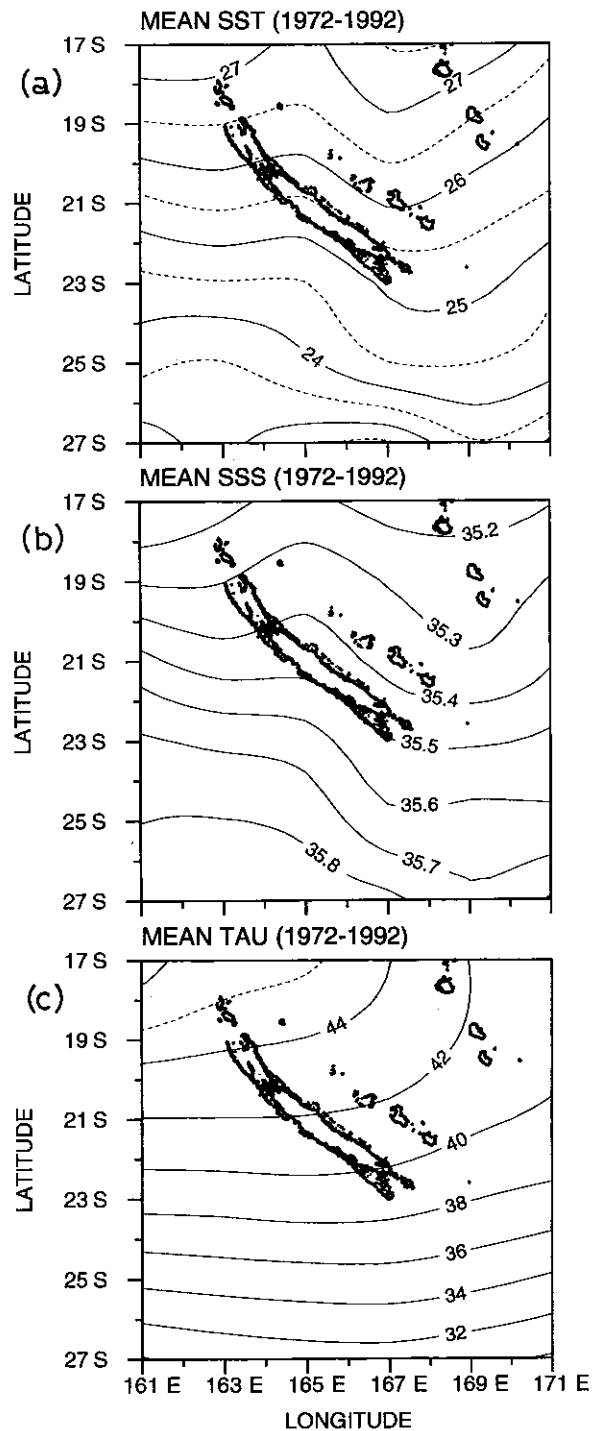 MEAN SST (1972-1992)
(a)
17 S
19 S
21 S
23 S
25 S
27 S
LATITUDE
27
27
26
25
24
MEAN SSS (1972-1992)
(b)
17 S
19 S
21 S
23 S
25 S
27 S
LATITUDE
35.2
35.3
35.4
35.5
35.6
35.7
35.8
MEAN TAU (1972-1992)
(c)
17 S
19 S
21 S
23 S
25 S
27 S
LATITUDE
44
42
40
38
36
34
32
161 E 163 E 165 E 167 E 169 E 171 E
LONGITUDE